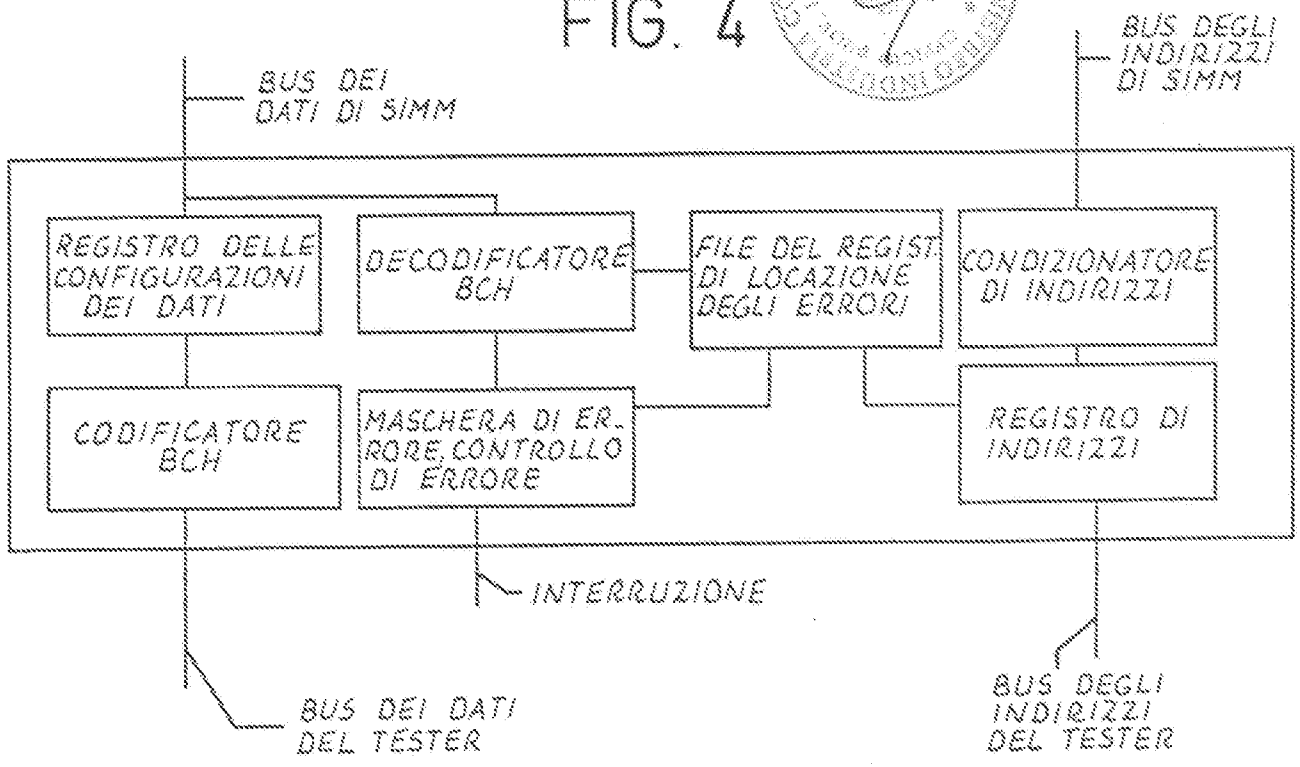 FIG. 4
BUS DEI
DATI DI SIMM
BUS DEGLI
INDIRIZZI
DI SIMM
REGISTRO DELLE
CONFIGURAZIONI
DEI DATI
DECODIFICATORE
BCH
FILE DEL REGIST.
DI LOCAZIONE
DEGLI ERRORI
CONDIZIONATORE
DI INDIRIZZI
CODIFICATORE
BCH
MASCHERA DI ER-
RORE, CONTROLLO
DI ERRORE
REGISTRO DI
INDIRIZZI
INTERRUZIONE
BUS DEI DATI
DEL TESTER
BUS DEGLI
INDIRIZZI
DEL TESTER